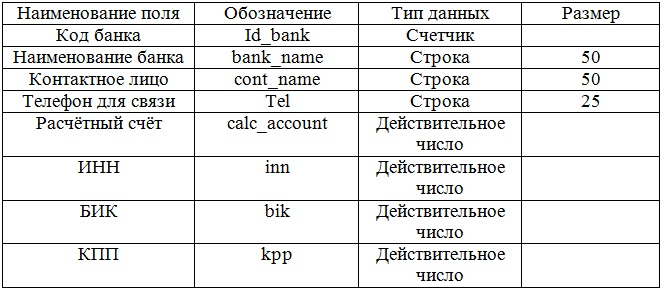 Наименование поля Обозначение Тип данных Размер
Код банка Id_bank Счетчик
Наименование банка bank_name Строка 50
Контактное лицо cont_name Строка 50
Телефон для связи Tel Строка 25
Расчётный счёт calc_account Действительное
число
ИНН inn Действительное
число
БИК bik Действительное
число
КПП kpp Действительное
число